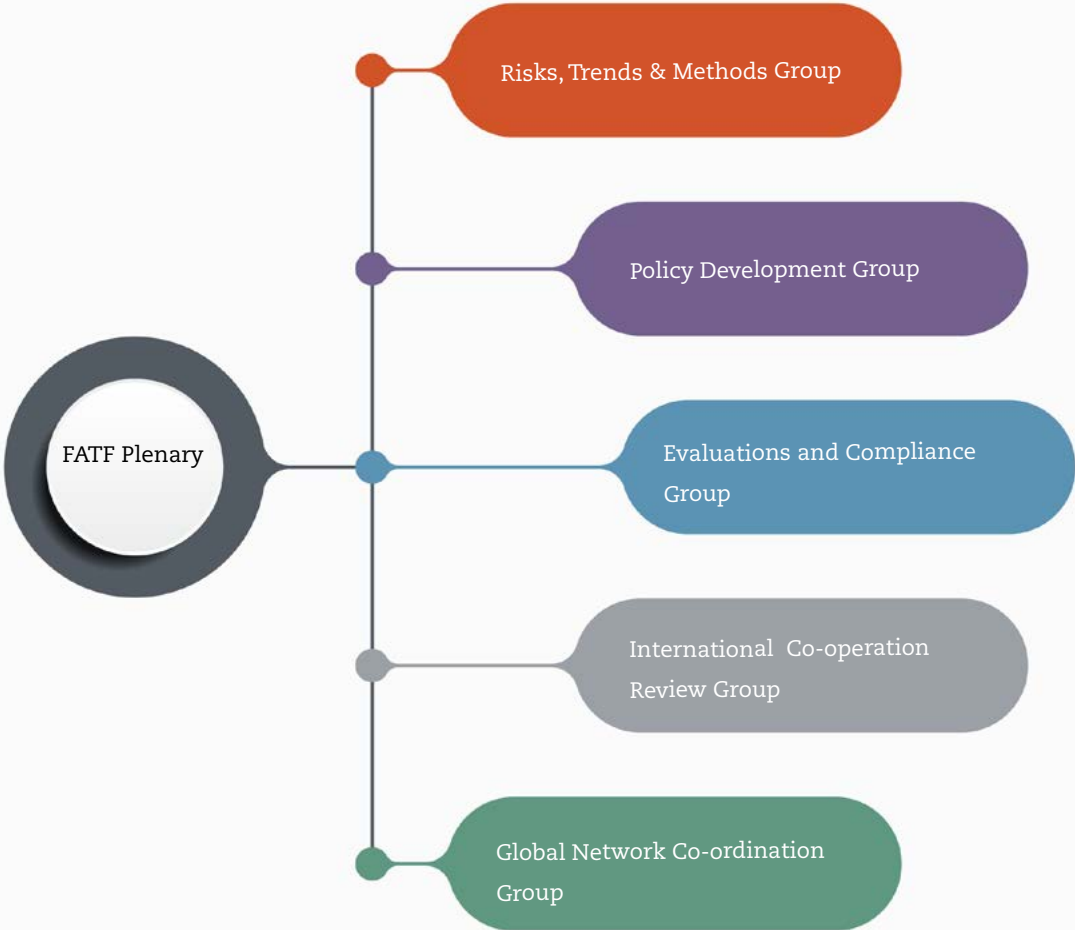 Risks, Trends & Methods Group
Policy Development Group
FATF Plenary
Evaluations and Compliance
Group
International Co-operation
Review Group
Global Network Co-ordination
Group